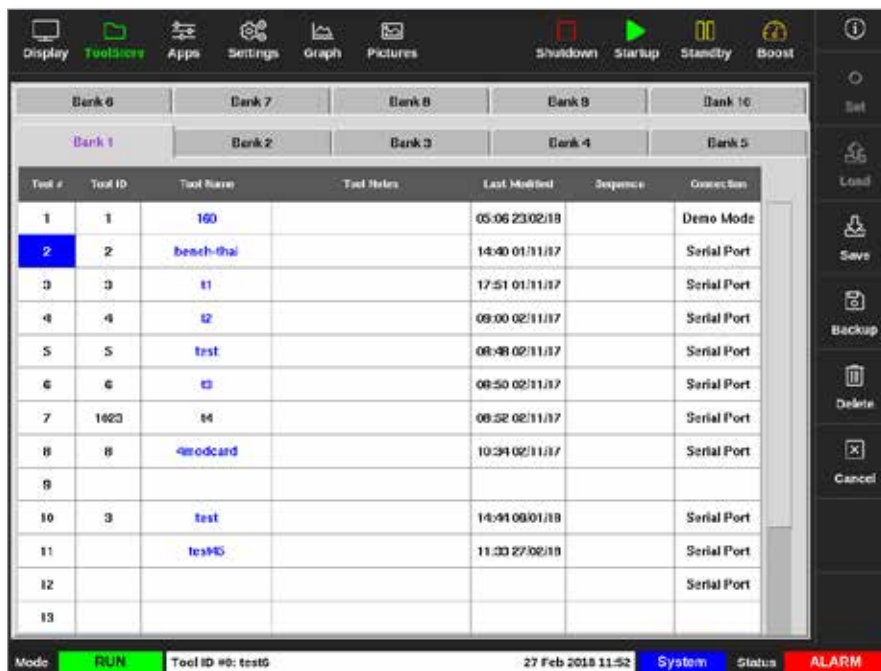 Display ToolStore Apps Settings Graph Pictures Shutdown Startup Standby Boost
Set
Load
Save
Backup
Delete
Cancel
Bank 6 Bank 7 Bank 8 Bank 9 Bank 10
Bank 1 Bank 2 Bank 3 Bank 4 Bank 5
Tool # Tool ID Tool Name Tool Notes Last Modified Sequence Connection
1 1 160 05:06 23/02/18 Demo Mode
2 2 bench-thai 14:40 01/11/17 Serial Port
3 3 t1 17:51 01/11/17 Serial Port
4 4 t2 09:00 02/11/17 Serial Port
5 5 test 08:48 02/11/17 Serial Port
6 6 t3 08:50 02/11/17 Serial Port
7 1023 t4 08:52 02/11/17 Serial Port
8 8 4modcard 10:34 02/11/17 Serial Port
9
10 3 test Serial Port
11 test45 11:33 27/02/18 Serial Port
12 Serial Port
13
Mode RUN Tool ID #0: test6 27 Feb 2018 11:52 System Status ALARM